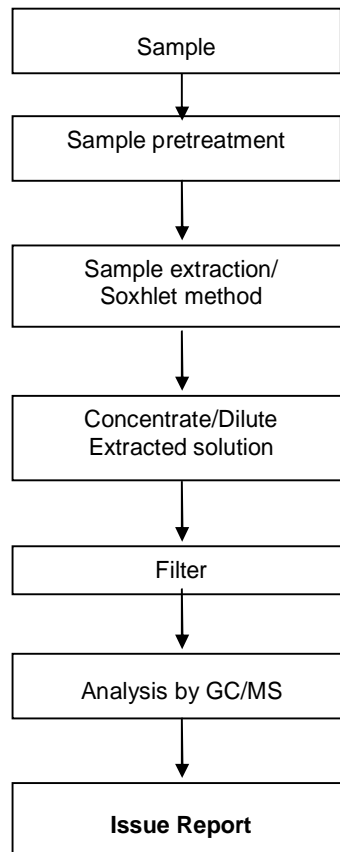 Sample
Sample pretreatment
Sample extraction/
Soxhlet method
Concentrate/Dilute
Extracted solution
Filter
Analysis by GC/MS
Issue Report